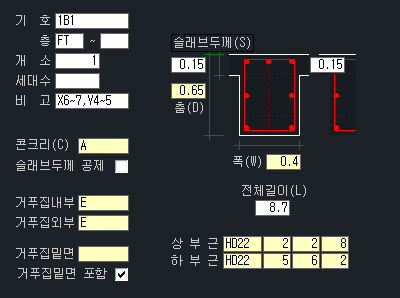 기 호 1B1
층 FT ~
개 소 1
세대수
비 고 X6~7,Y4~5
슬래브두께(S)
0.15 0.15
0.65
춤(D)
콘크리(C) A
슬래브두께 공제
폭(W) 0.4
전체길이(L)
8.7
거푸집내부 E
거푸집외부 E
거푸집밑면
거푸집밑면 포함
상 부 근 HD22 2 2 8
하 부 근 HD22 5 6 2